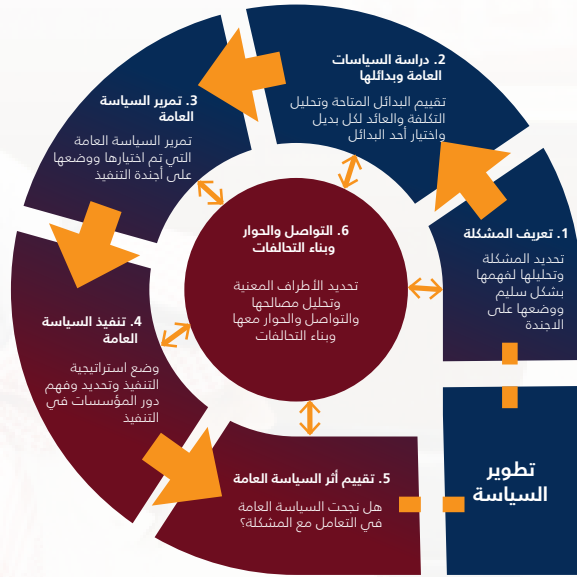 1. تعريف المشكلة
تحديد المشكلة
وتحليلها لفهمها
بشكل سليم
ووضعها على
الاجندة
2. دراسة السياسات
العامة وبدائلها
تقييم البدائل المتاحة وتحليل
التكلفة والعائد لكل بديل
واختيار أحد البدائل
3. تمرير السياسة
العامة
تمرير السياسة العامة
التي تم اختيارها ووضعها
على أجندة التنفيذ
4. تنفيذ السياسة
العامة
وضع استراتيجية
التنفيذ وتحديد وفهم
دور المؤسسات في
التنفيذ
5. تقييم أثر السياسة العامة
هل نجحت السياسة العامة
في التعامل مع المشكلة؟
6. التواصل والحوار
وبناء التحالفات
تحديد الأطراف المعنية
وتحليل مصالحها
والتواصل والحوار معها
وبناء التحالفات
تطوير
السياسة